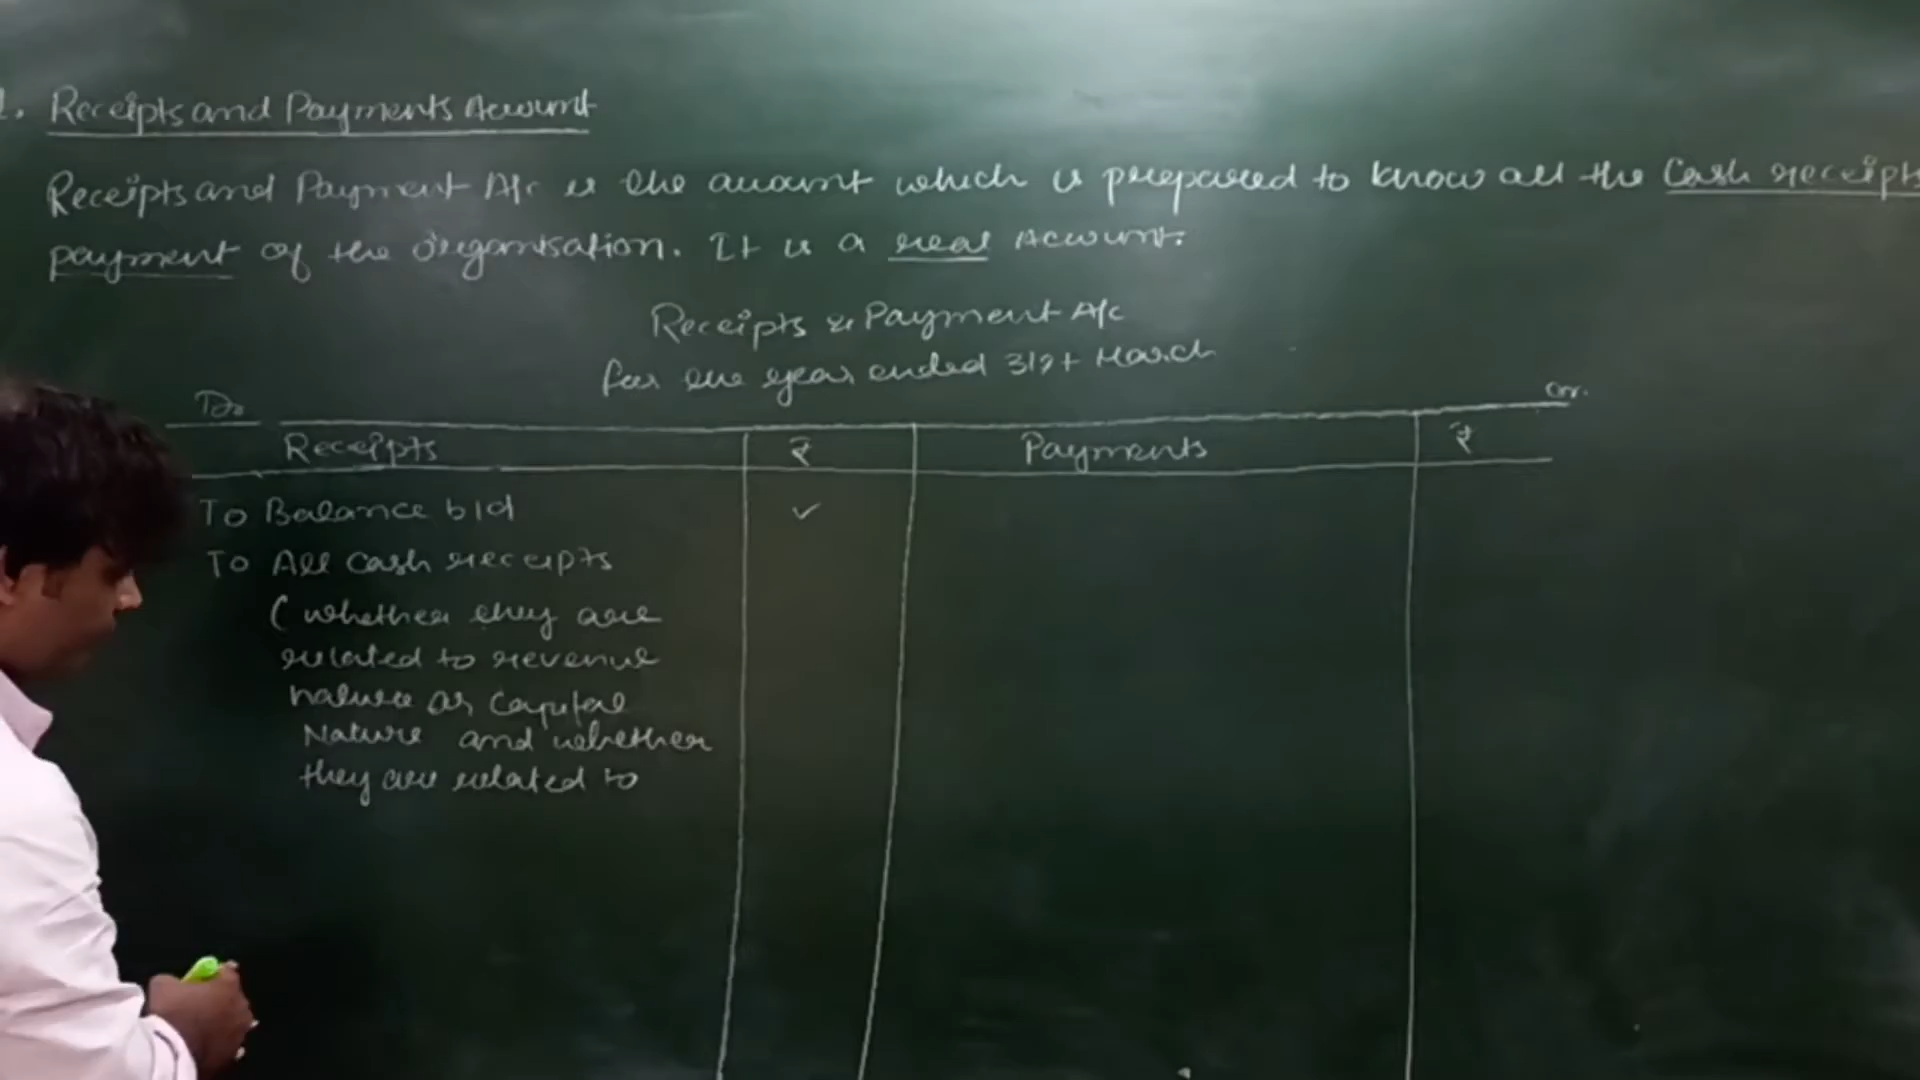 1. Receipts and Payments Account
Receipts and Payment A/c is the account which is prepared to know all the Cash receipts
payment of the organisation. It is a real Account.
Receipts & Payment A/c
for the year ended 31st March
Dr. Cr.
Receipts ₹ Payments ₹
To Balance b/d ✓
To All Cash receipts
(whether they are
related to revenue
nature or Capital
Nature and whether
they are related to